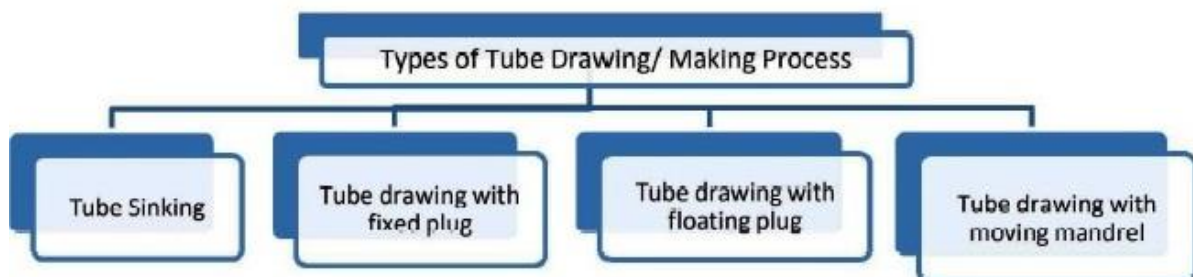 Types of Tube Drawing/ Making Process
Tube Sinking
Tube drawing with
fixed plug
Tube drawing with
floating plug
Tube drawing with
moving mandrel